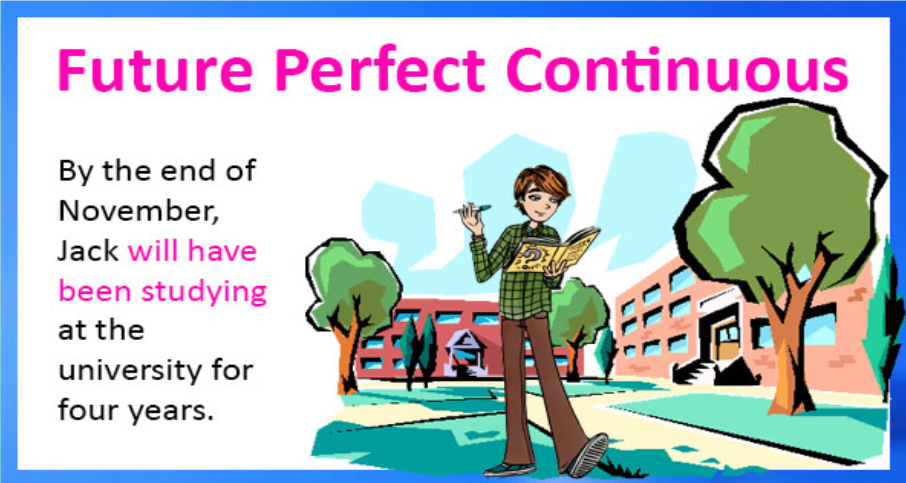 Future Perfect Continuous
By the end of
November,
Jack will have
been studying
at the
university for
four years.